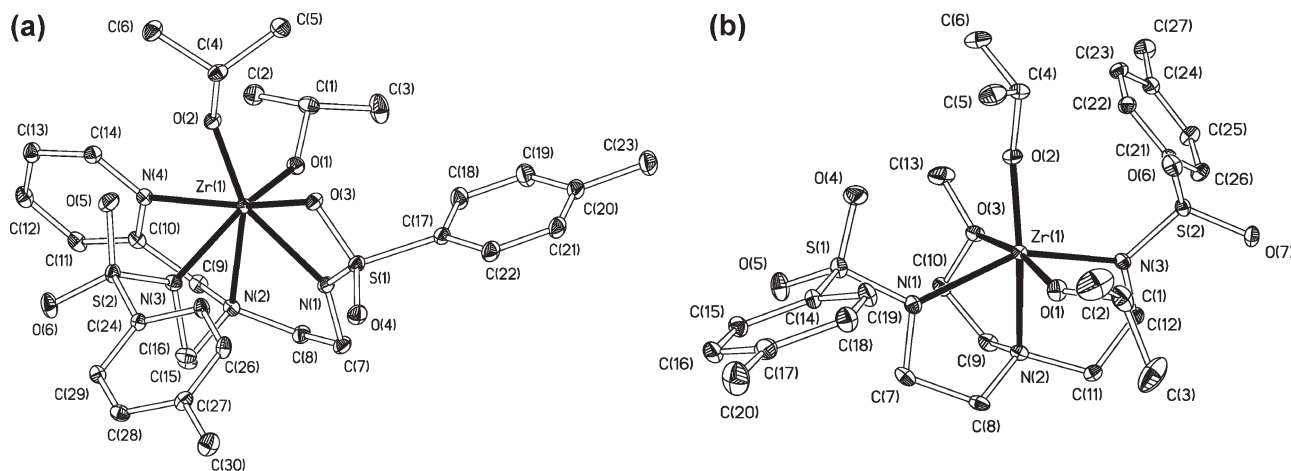 (a)
C(6)
C(5)
C(4)
C(2)
C(1)
C(3)
O(2)
C(13)
C(14)
O(1)
C(19)
C(23)
C(18)
N(4)
Zr(1)
O(3)
O(5)
C(20)
C(12)
C(10)
C(17)
C(21)
C(11)
C(9)
C(22)
S(1)
S(2)
N(3)
N(2)
N(1)
O(6)
C(24)
O(4)
C(16)
C(8)
C(15)
C(26)
C(7)
C(29)
C(27)
C(28)
C(30)
(b)
C(6)
C(27)
C(23)
C(4)
C(24)
C(5)
C(22)
C(25)
C(21)
C(13)
O(2)
O(6)
C(26)
O(4)
O(3)
S(2)
Zr(1)
O(7)
S(1)
C(10)
N(3)
O(5)
N(1)
C(1)
O(1)
C(2)
C(12)
C(15)
C(14)
C(19)
C(18)
C(9)
C(16)
C(17)
N(2)
C(3)
C(20)
C(7)
C(11)
C(8)